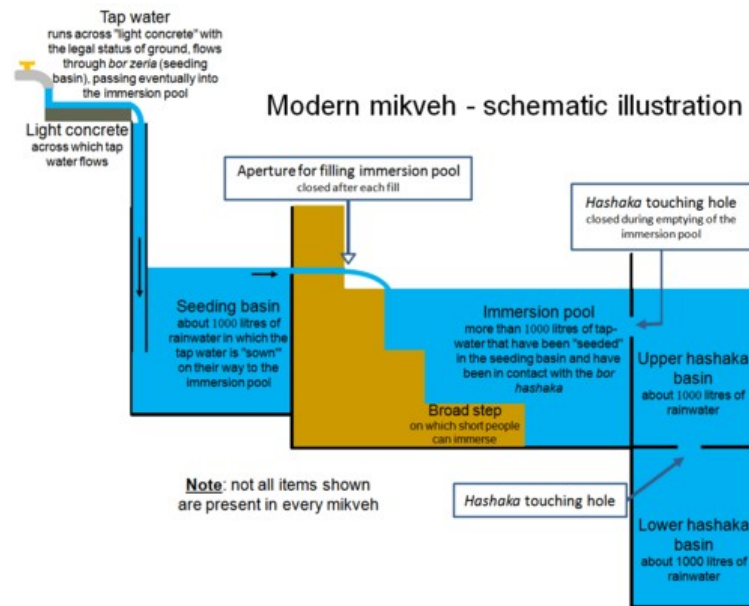 Tap water
runs across "light concrete" with
the legal status of ground, flows
through bor zeria (seeding
basin), passing eventually into
the immersion pool
Modern mikveh - schematic illustration
Light concrete
across which tap
water flows
Aperture for filling immersion pool
closed after each fill
Hashaka touching hole
closed during emptying of the
immersion pool
Seeding basin
about 1000 litres of
rainwater in which the
tap water is "sown"
on their way to the
immersion pool
Immersion pool
more than 1000 litres of tap-
water that have been "seeded"
in the seeding basin and have
been in contact with the bor
hashaka
Upper hashaka
basin
about 1000 litres of
rainwater
Broad step
on which short people
can immerse
Note: not all items shown
are present in every mikveh
Hashaka touching hole
Lower hashaka
basin
about 1000 litres of
rainwater